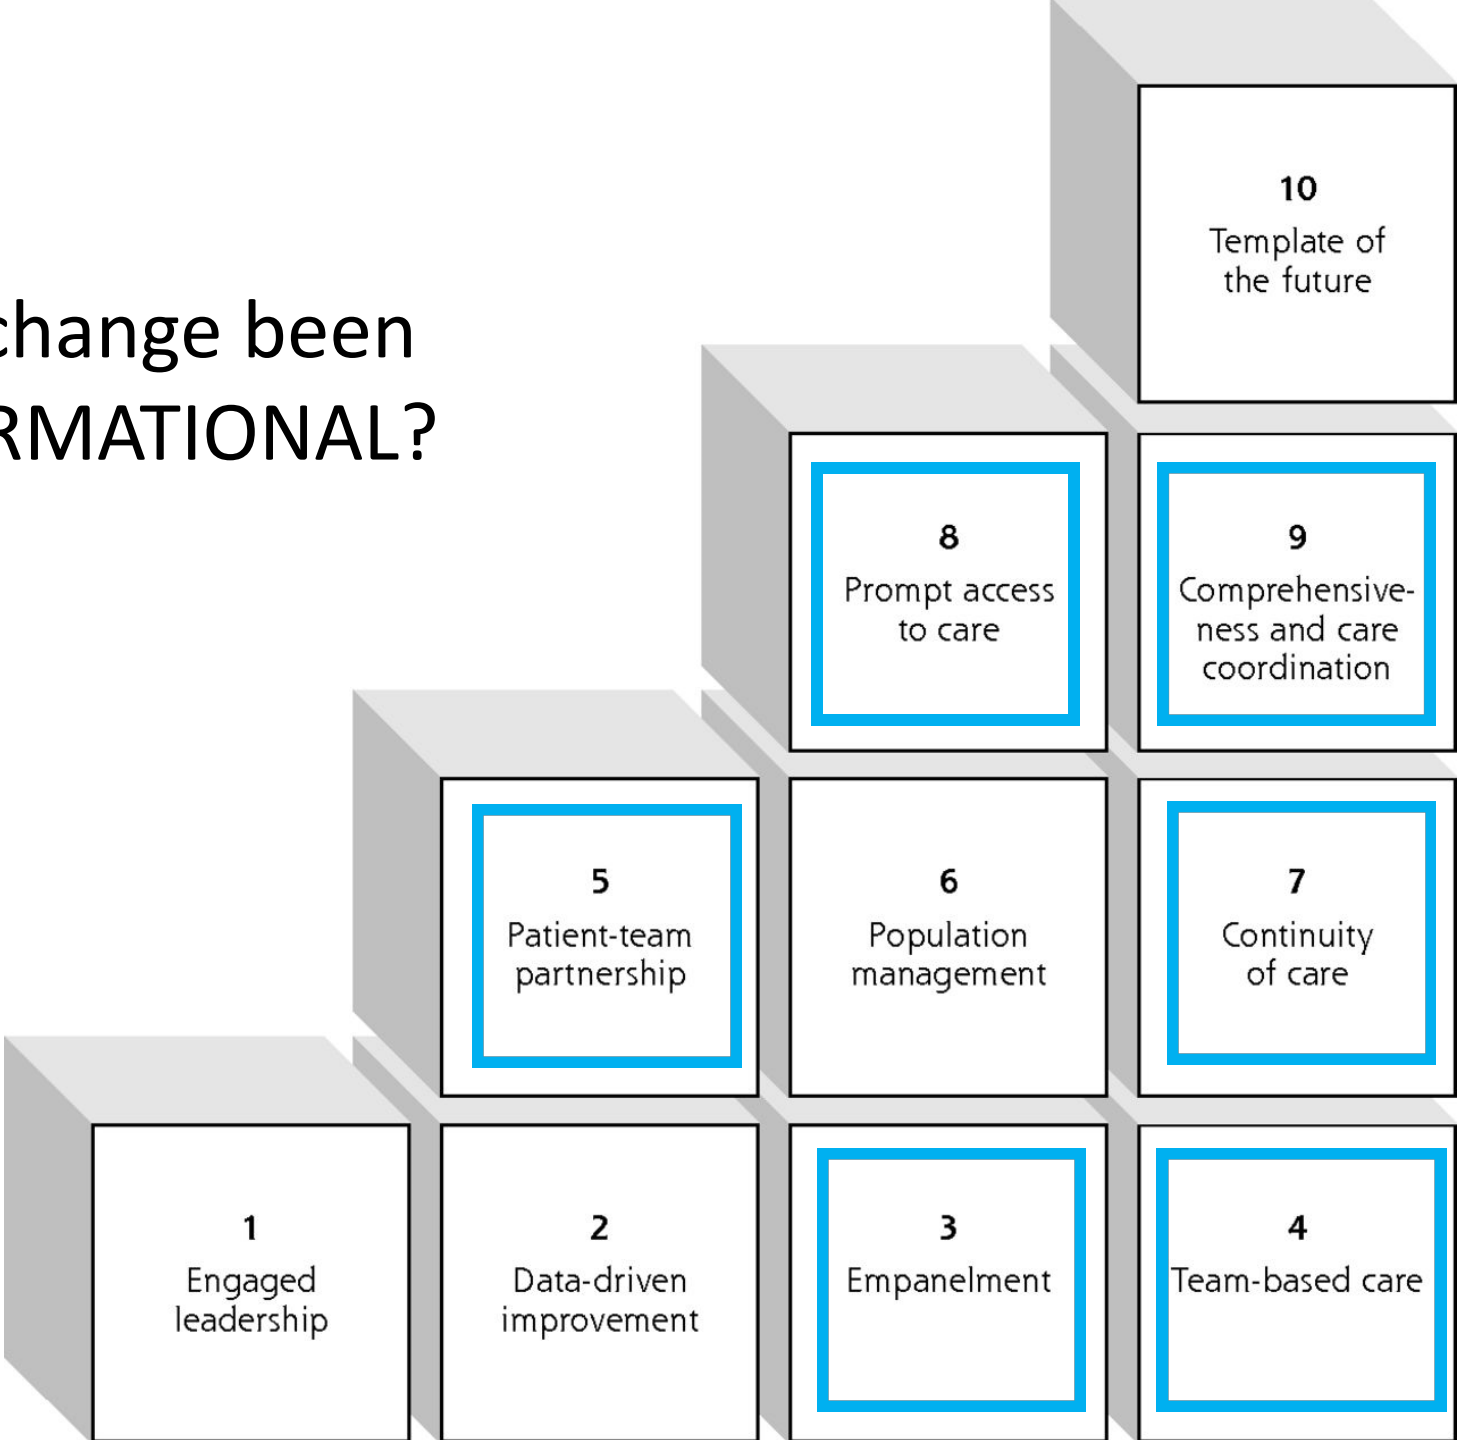 change been
RMATIONAL?
10
Template of
the future
8
Prompt access
to care
9
Comprehensive-
ness and care
coordination
5
Patient-team
partnership
6
Population
management
7
Continuity
of care
1
Engaged
leadership
2
Data-driven
improvement
3
Empanelment
4
Team-based care